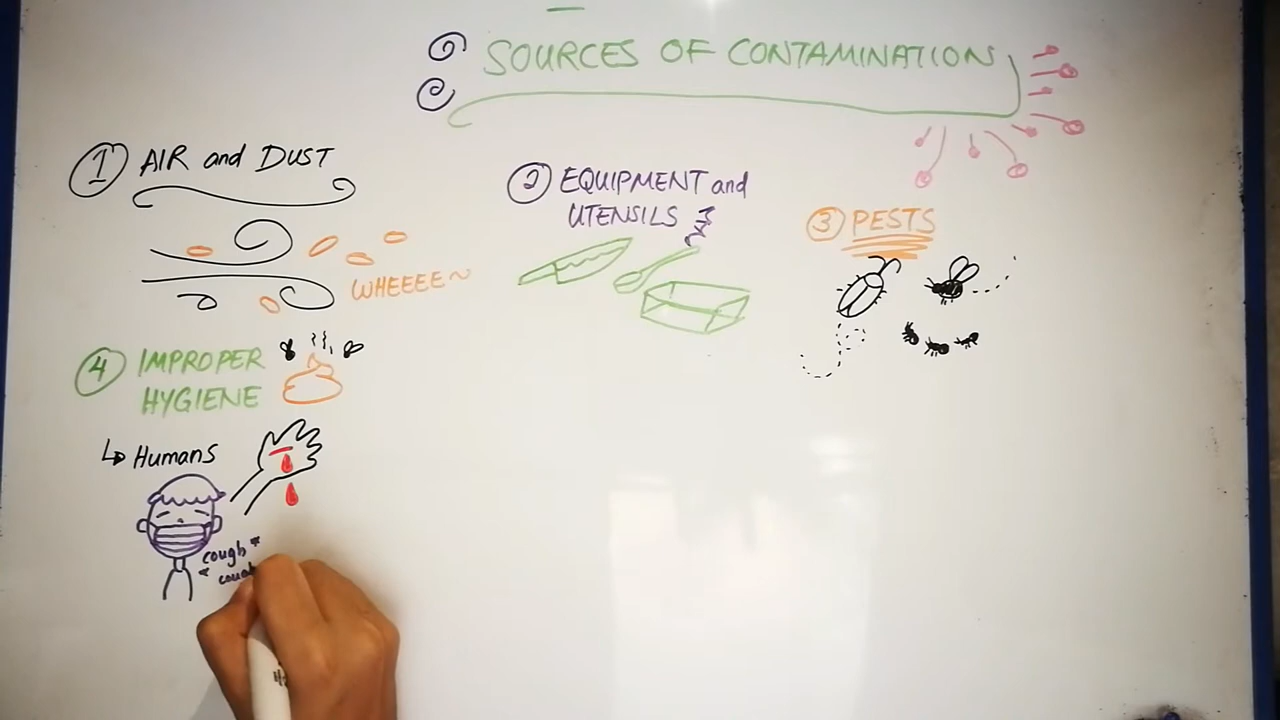 SOURCES OF CONTAMINATION
1 AIR and DUST
WHEEEE~
2 EQUIPMENT and
UTENSILS
3 PESTS
4 IMPROPER
HYGIENE
↳ Humans
cough *